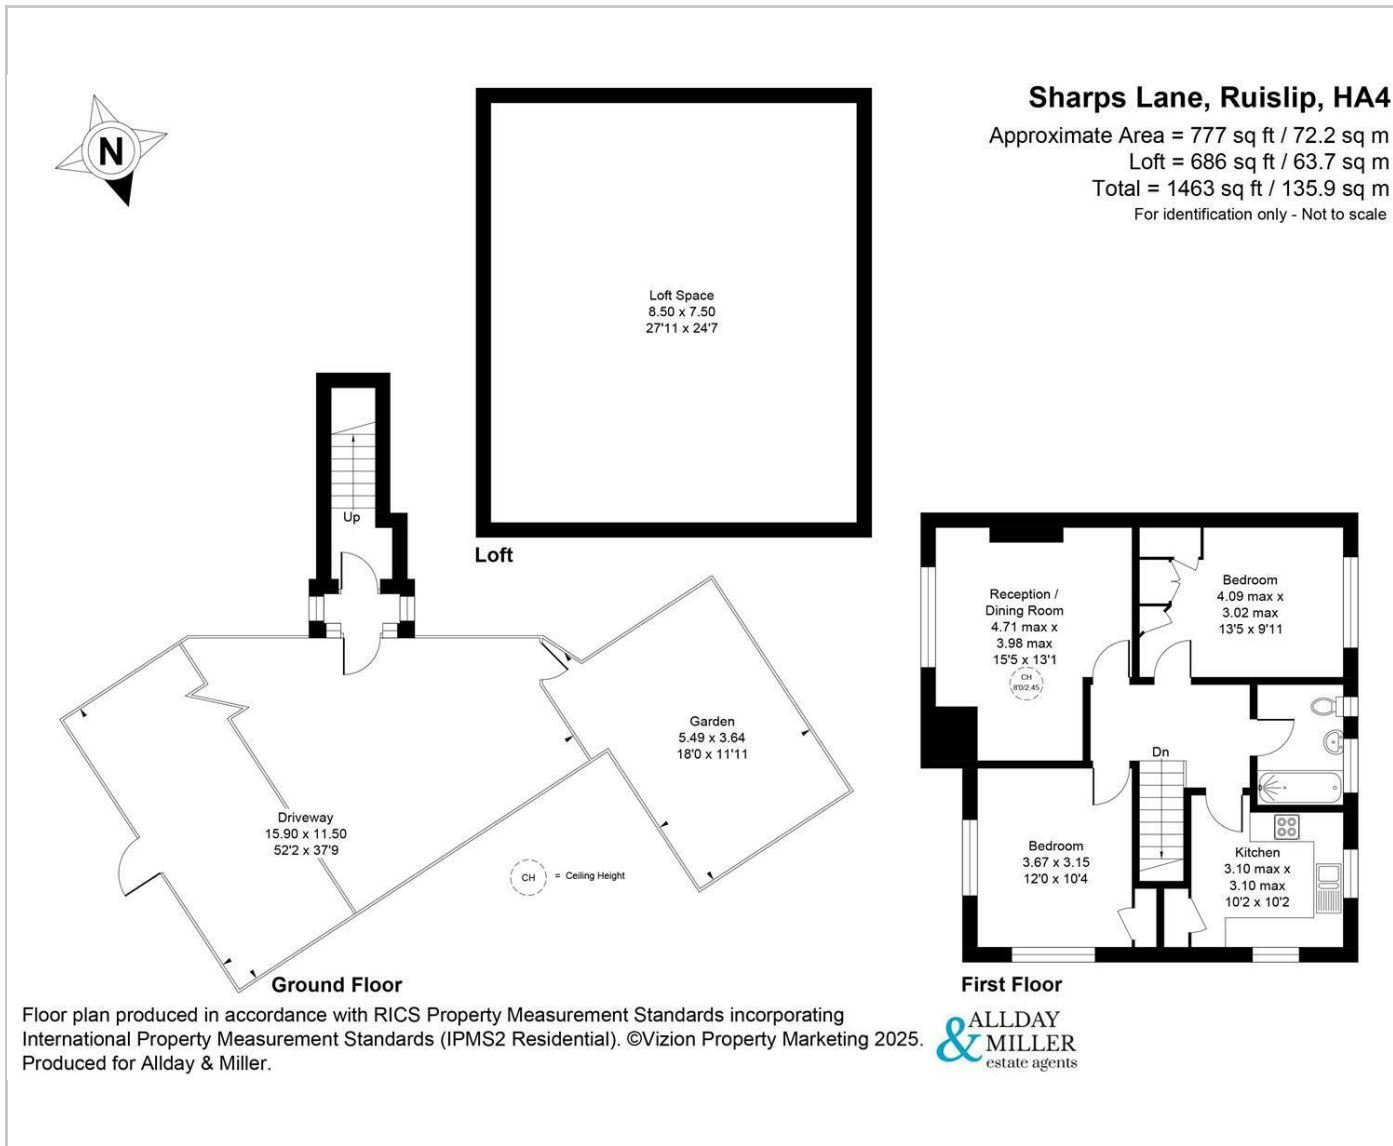 N
Sharps Lane, Ruislip, HA4
Approximate Area = 777 sq ft / 72.2 sq m
Loft = 686 sq ft / 63.7 sq m
Total = 1463 sq ft / 135.9 sq m
For identification only - Not to scale
Loft Space
8.50 x 7.50
27'11 x 24'7
Loft
Up
Garden
5.49 x 3.64
18'0 x 11'11
Driveway
15.90 x 11.50
52'2 x 37'9
CH = Ceiling Height
Ground Floor
Reception /
Dining Room
4.71 max x
3.98 max
15'5 x 13'1
CH
8'0/2.45
Bedroom
4.09 max x
3.02 max
13'5 x 9'11
Dn
Bedroom
3.67 x 3.15
12'0 x 10'4
Kitchen
3.10 max x
3.10 max
10'2 x 10'2
First Floor
Floor plan produced in accordance with RICS Property Measurement Standards incorporating
International Property Measurement Standards (IPMS2 Residential). ©Vizion Property Marketing 2025.
Produced for Allday & Miller.
ALLDAY
& MILLER
estate agents